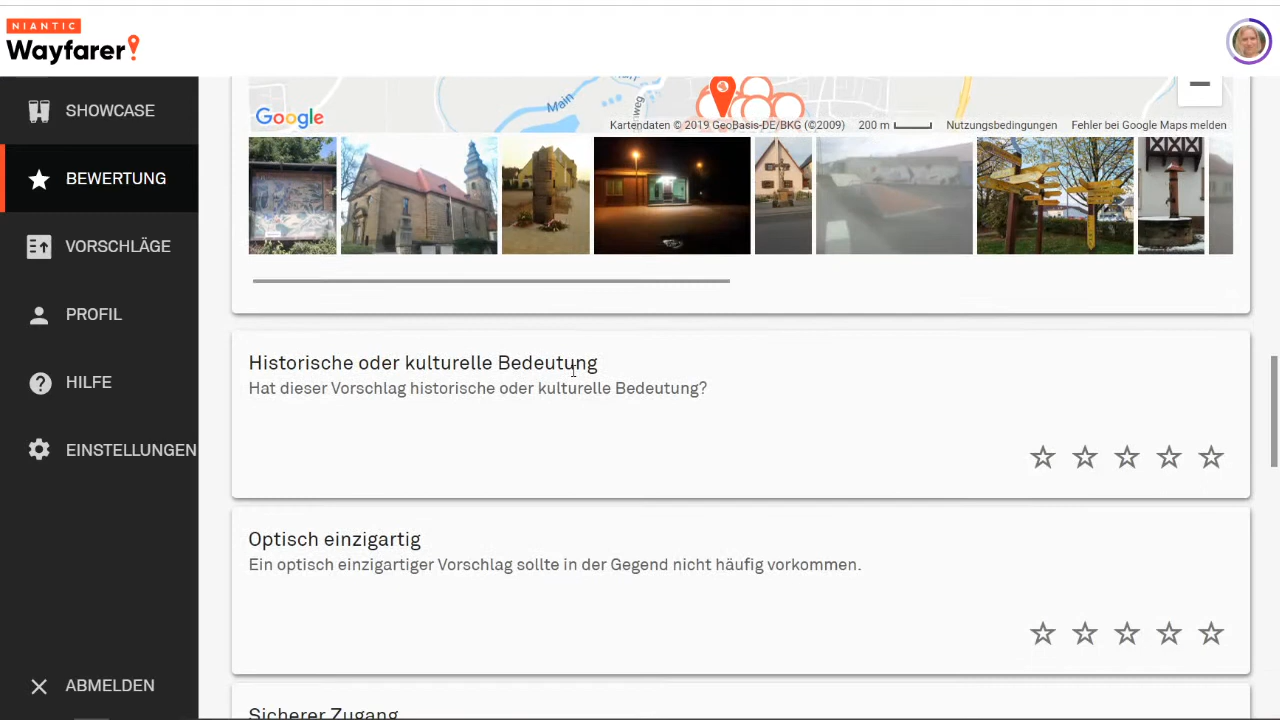 NIANTIC
Wayfarer
SHOWCASE
BEWERTUNG
VORSCHLÄGE
PROFIL
HILFE
EINSTELLUNGEN
ABMELDEN
Main
Google
Kartendaten © 2019 GeoBasis-DE/BKG (©2009)
200 m
Nutzungsbedingungen
Fehler bei Google Maps melden
Historische oder kulturelle Bedeutung
Hat dieser Vorschlag historische oder kulturelle Bedeutung?
Optisch einzigartig
Ein optisch einzigartiger Vorschlag sollte in der Gegend nicht häufig vorkommen.
Sicherer Zugang